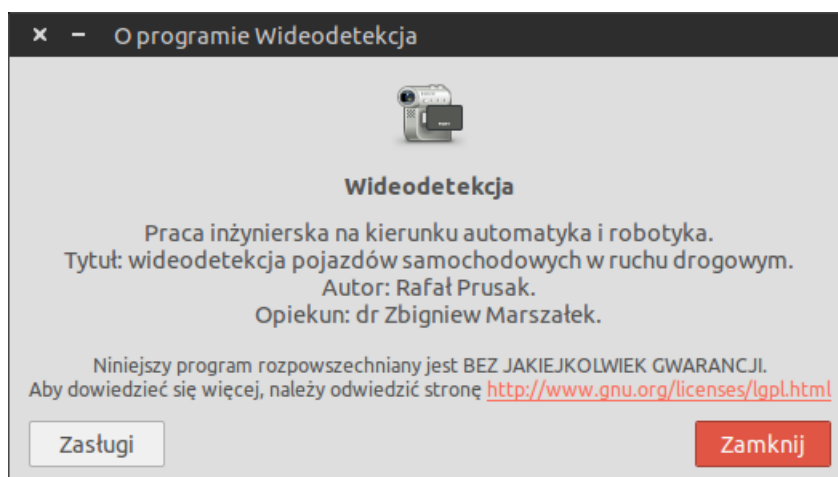 O programie Wideodetekcja
Wideodetekcja
Praca inżynierska na kierunku automatyka i robotyka.
Tytuł: wideodetekcja pojazdów samochodowych w ruchu drogowym.
Autor: Rafał Prusak.
Opiekun: dr Zbigniew Marszałek.
Niniejszy program rozpowszechniany jest BEZ JAKIEJKOLWIEK GWARANCJI.
Aby dowiedzieć się więcej, należy odwiedzić stronę http://www.gnu.org/licenses/lgpl.html
Zasługi
Zamknij